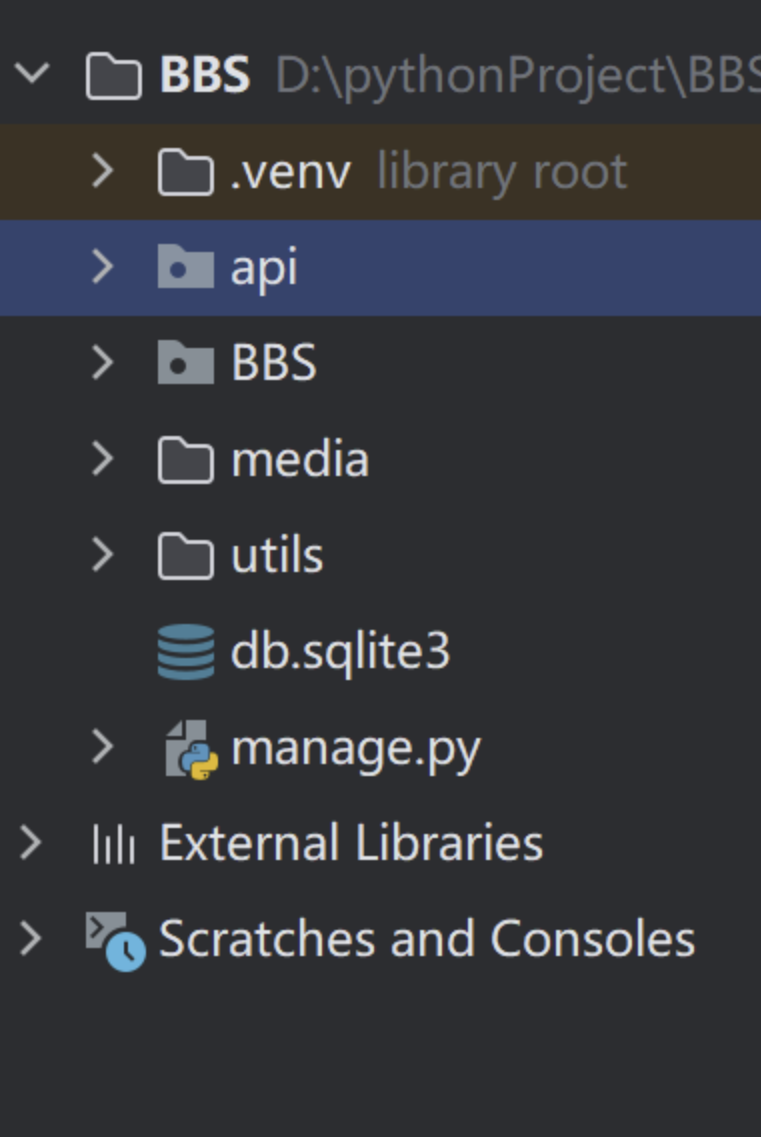 BBS D:\pythonProject\BBS
.venv library root
api
BBS
media
utils
db.sqlite3
manage.py
External Libraries
Scratches and Consoles